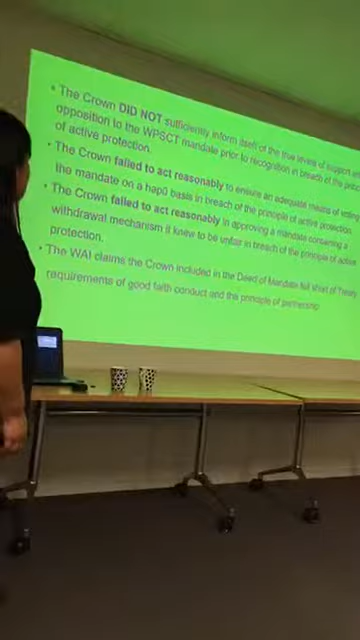 • The Crown DID NOT sufficiently inform itself of the true levels of support and
opposition to the WPSCT mandate prior to recognition in breach of the principle
of active protection.
• The Crown failed to act reasonably to ensure an adequate means of voting
the mandate on a hapū basis in breach of the principle of active protection.
• The Crown failed to act reasonably in approving a mandate containing a
withdrawal mechanism it knew to be unfair in breach of the principle of active
protection.
• The WAI claims the Crown included in the Deed of Mandate fall short of Treaty
requirements of good faith conduct and the principle of partnership